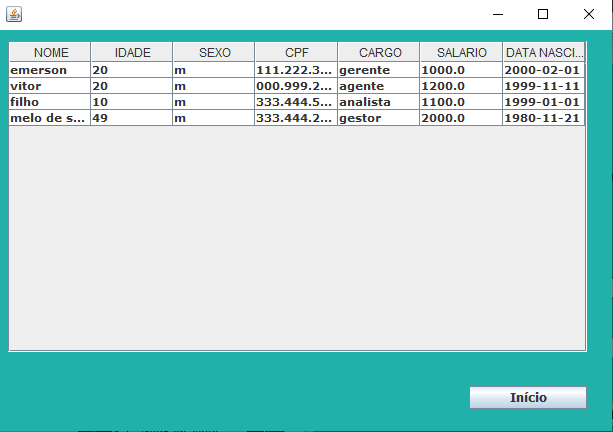 NOME IDADE SEXO CPF CARGO SALARIO DATA NASCI...
emerson 20 m 111.222.3... gerente 1000.0 2000-02-01
vitor 20 m 000.999.2... agente 1200.0 1999-11-11
filho 10 m 333.444.5... analista 1100.0 1999-01-01
melo de s... 49 m 333.444.2... gestor 2000.0 1980-11-21
Início